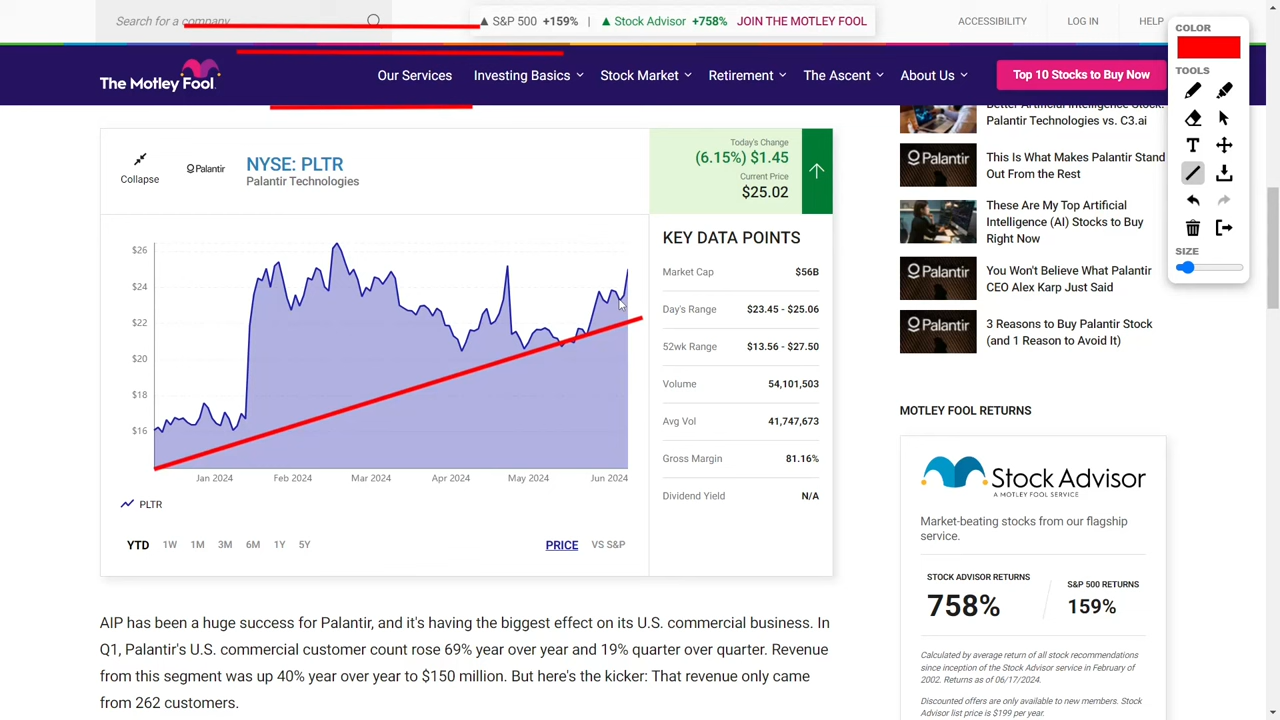 Search for a company
▲ S&P 500 +159% | ▲ Stock Advisor +758% JOIN THE MOTLEY FOOL
ACCESSIBILITY LOG IN HELP
The Motley Fool
Our Services Investing Basics Stock Market Retirement The Ascent About Us
Top 10 Stocks to Buy Now
COLOR
TOOLS
T
SIZE
Collapse
Palantir
NYSE: PLTR
Palantir Technologies
Today's Change
(6.15%) $1.45
Current Price
$25.02
$26
$24
$22
$20
$18
$16
Jan 2024 Feb 2024 Mar 2024 Apr 2024 May 2024 Jun 2024
PLTR
YTD 1W 1M 3M 6M 1Y 5Y
PRICE VS S&P
KEY DATA POINTS
Market Cap $56B
Day's Range $23.45 - $25.06
52wk Range $13.56 - $27.50
Volume 54,101,503
Avg Vol 41,747,673
Gross Margin 81.16%
Dividend Yield N/A
AIP has been a huge success for Palantir, and it's having the biggest effect on its U.S. commercial business. In
Q1, Palantir's U.S. commercial customer count rose 69% year over year and 19% quarter over quarter. Revenue
from this segment was up 40% year over year to $150 million. But here's the kicker: That revenue only came
from 262 customers.
Better Artificial Intelligence Stock:
Palantir Technologies vs. C3.ai
Palantir
This Is What Makes Palantir Stand
Out From the Rest
These Are My Top Artificial
Intelligence (AI) Stocks to Buy
Right Now
Palantir
You Won't Believe What Palantir
CEO Alex Karp Just Said
Palantir
3 Reasons to Buy Palantir Stock
(and 1 Reason to Avoid It)
MOTLEY FOOL RETURNS
Stock Advisor
A MOTLEY FOOL SERVICE
Market-beating stocks from our flagship
service.
STOCK ADVISOR RETURNS
758%
S&P 500 RETURNS
159%
Calculated by average return of all stock recommendations
since inception of the Stock Advisor service in February of
2002. Returns as of 06/17/2024.
Discounted offers are only available to new members. Stock
Advisor list price is $199 per year.